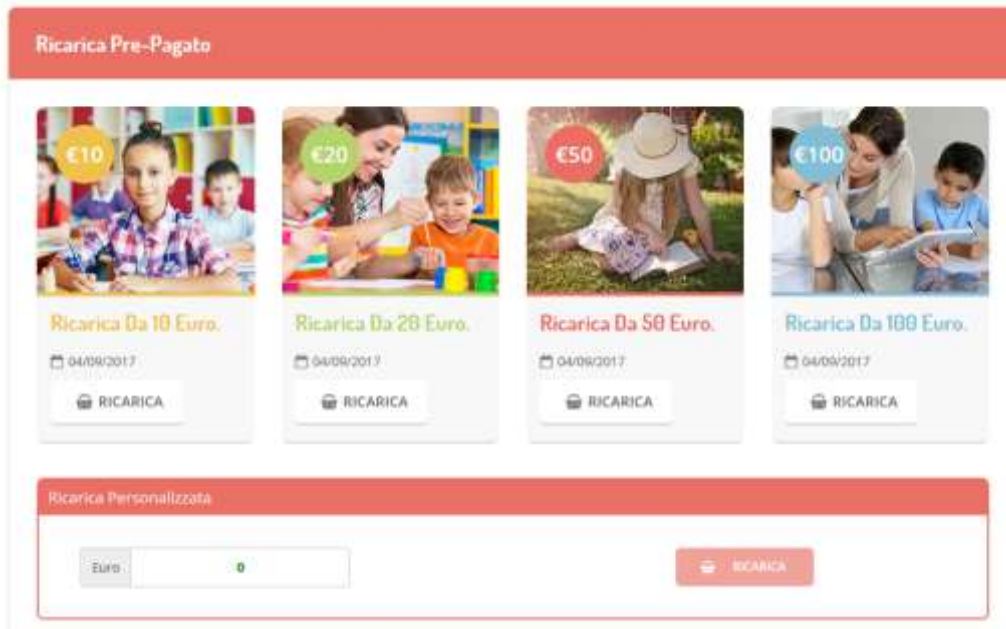 Ricarica Pre-Pagato
€10
€20
€50
€100
Ricarica Da 10 Euro.
Ricarica Da 20 Euro.
Ricarica Da 50 Euro.
Ricarica Da 100 Euro.
04/09/2017
04/09/2017
04/09/2017
04/09/2017
RICARICA
RICARICA
RICARICA
RICARICA
Ricarica Personalizzata
Euro
0
RICARICA